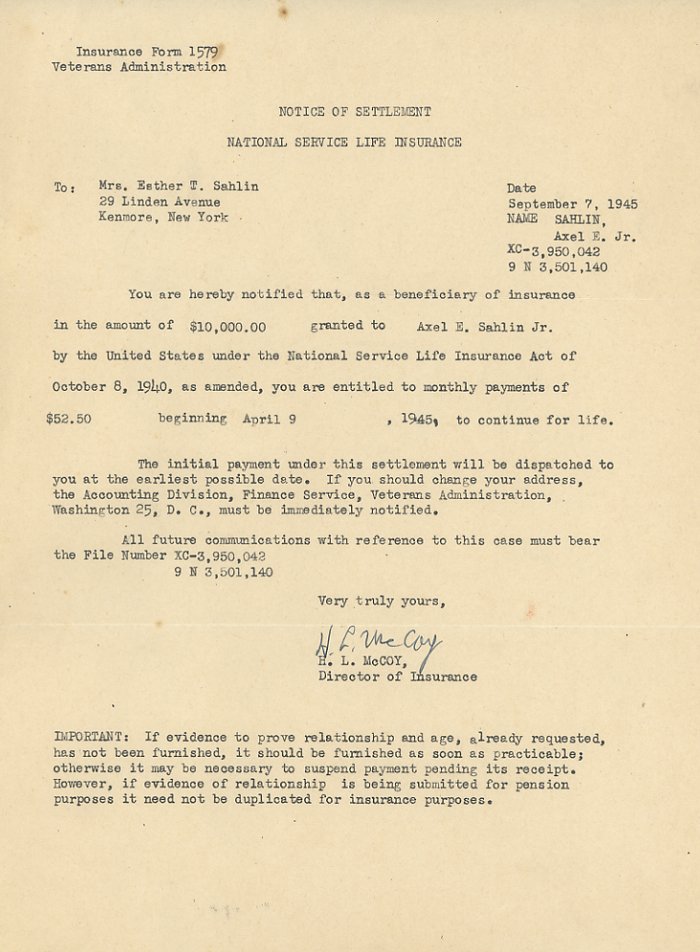 Insurance Form 1579
Veterans Administration
NOTICE OF SETTLEMENT
NATIONAL SERVICE LIFE INSURANCE
To: Mrs. Esther T. Sahlin
29 Linden Avenue
Kenmore, New York
Date
September 7, 1945
NAME SAHLIN,
Axel E. Jr.
XC-3,950,042
9 N 3,501,140
You are hereby notified that, as a beneficiary of insurance
in the amount of $10,000.00 granted to Axel E. Sahlin Jr.
by the United States under the National Service Life Insurance Act of
October 8, 1940, as amended, you are entitled to monthly payments of
$52.50 beginning April 9 , 1945, to continue for life.
The initial payment under this settlement will be dispatched to
you at the earliest possible date. If you should change your address,
the Accounting Division, Finance Service, Veterans Administration,
Washington 25, D. C., must be immediately notified.
All future communications with reference to this case must bear
the File Number XC-3,950,042
9 N 3,501,140
Very truly yours,
H. L. McCoy
H. L. McCOY,
Director of Insurance
IMPORTANT: If evidence to prove relationship and age, already requested,
has not been furnished, it should be furnished as soon as practicable;
otherwise it may be necessary to suspend payment pending its receipt.
However, if evidence of relationship is being submitted for pension
purposes it need not be duplicated for insurance purposes.